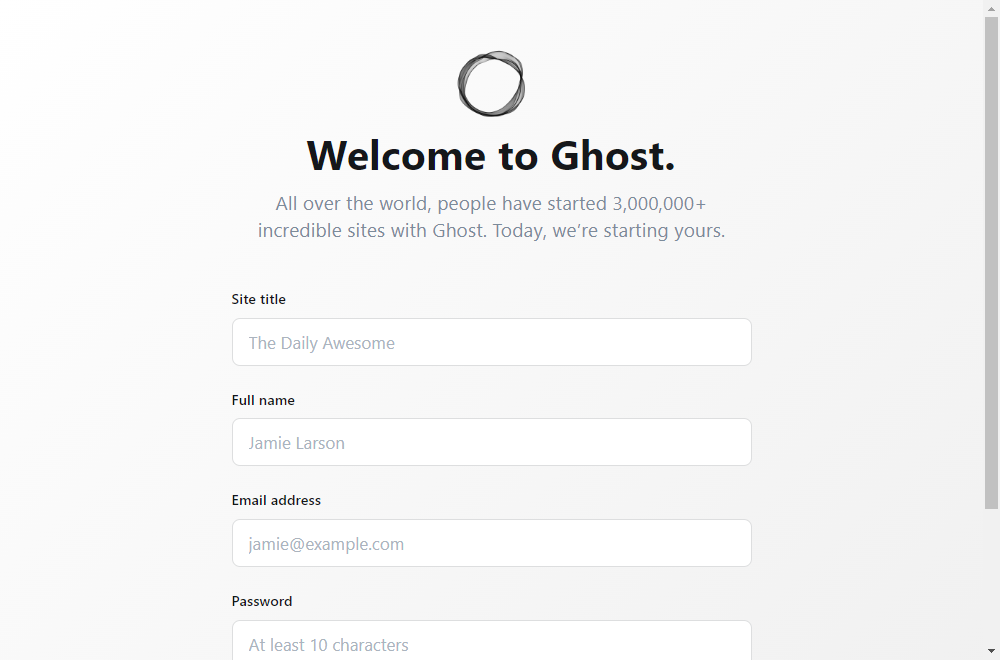 Welcome to Ghost.
All over the world, people have started 3,000,000+
incredible sites with Ghost. Today, we’re starting yours.
Site title
The Daily Awesome
Full name
Jamie Larson
Email address
jamie@example.com
Password
At least 10 characters